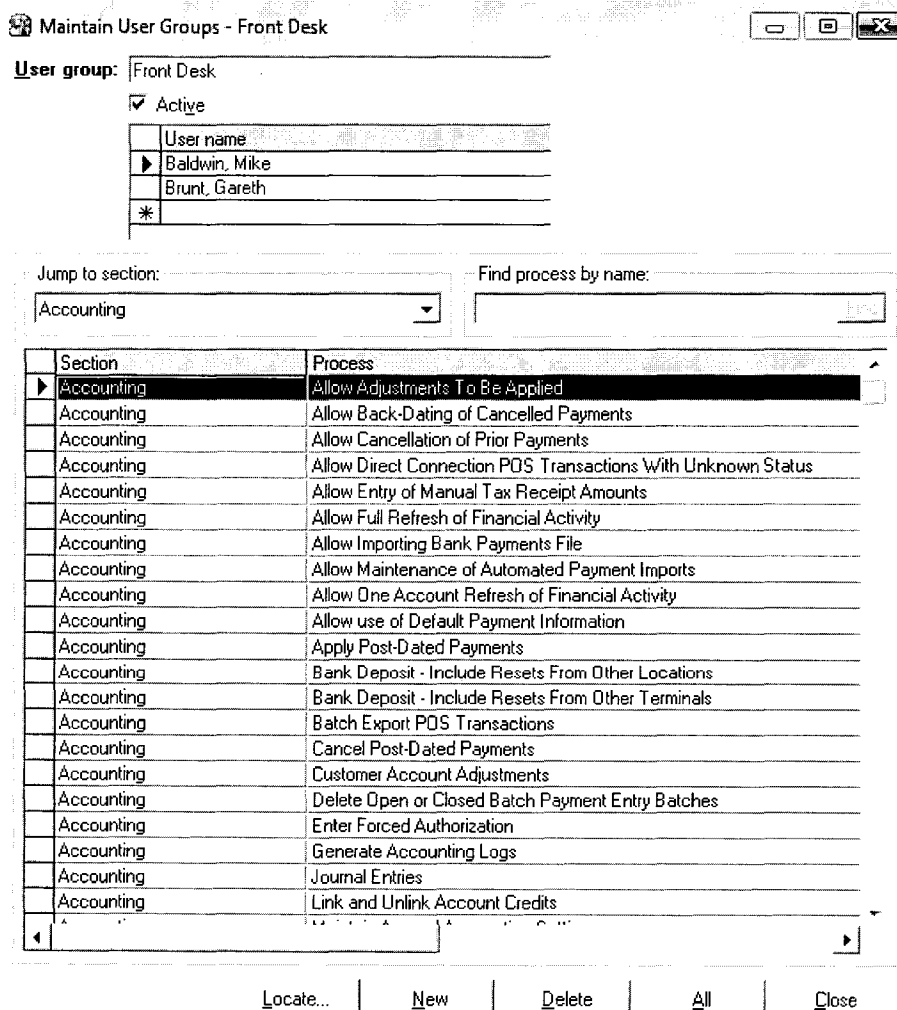 Maintain User Groups - Front Desk
User group: Front Desk
Active
User name
Baldwin, Mike
Brunt, Gareth
Jump to section: Find process by name:
Accounting
Section Process
Accounting Allow Adjustments To Be Applied
Accounting Allow Back-Dating of Cancelled Payments
Accounting Allow Cancellation of Prior Payments
Accounting Allow Direct Connection POS Transactions With Unknown Status
Accounting Allow Entry of Manual Tax Receipt Amounts
Accounting Allow Full Refresh of Financial Activity
Accounting Allow Importing Bank Payments File
Accounting Allow Maintenance of Automated Payment Imports
Accounting Allow One Account Refresh of Financial Activity
Accounting Allow use of Default Payment Information
Accounting Apply Post-Dated Payments
Accounting Bank Deposit - Include Resets From Other Locations
Accounting Bank Deposit - Include Resets From Other Terminals
Accounting Batch Export POS Transactions
Accounting Cancel Post-Dated Payments
Accounting Customer Account Adjustments
Accounting Delete Open or Closed Batch Payment Entry Batches
Accounting Enter Forced Authorization
Accounting Generate Accounting Logs
Accounting Journal Entries
Accounting Link and Unlink Account Credits
Locate... New Delete All Close